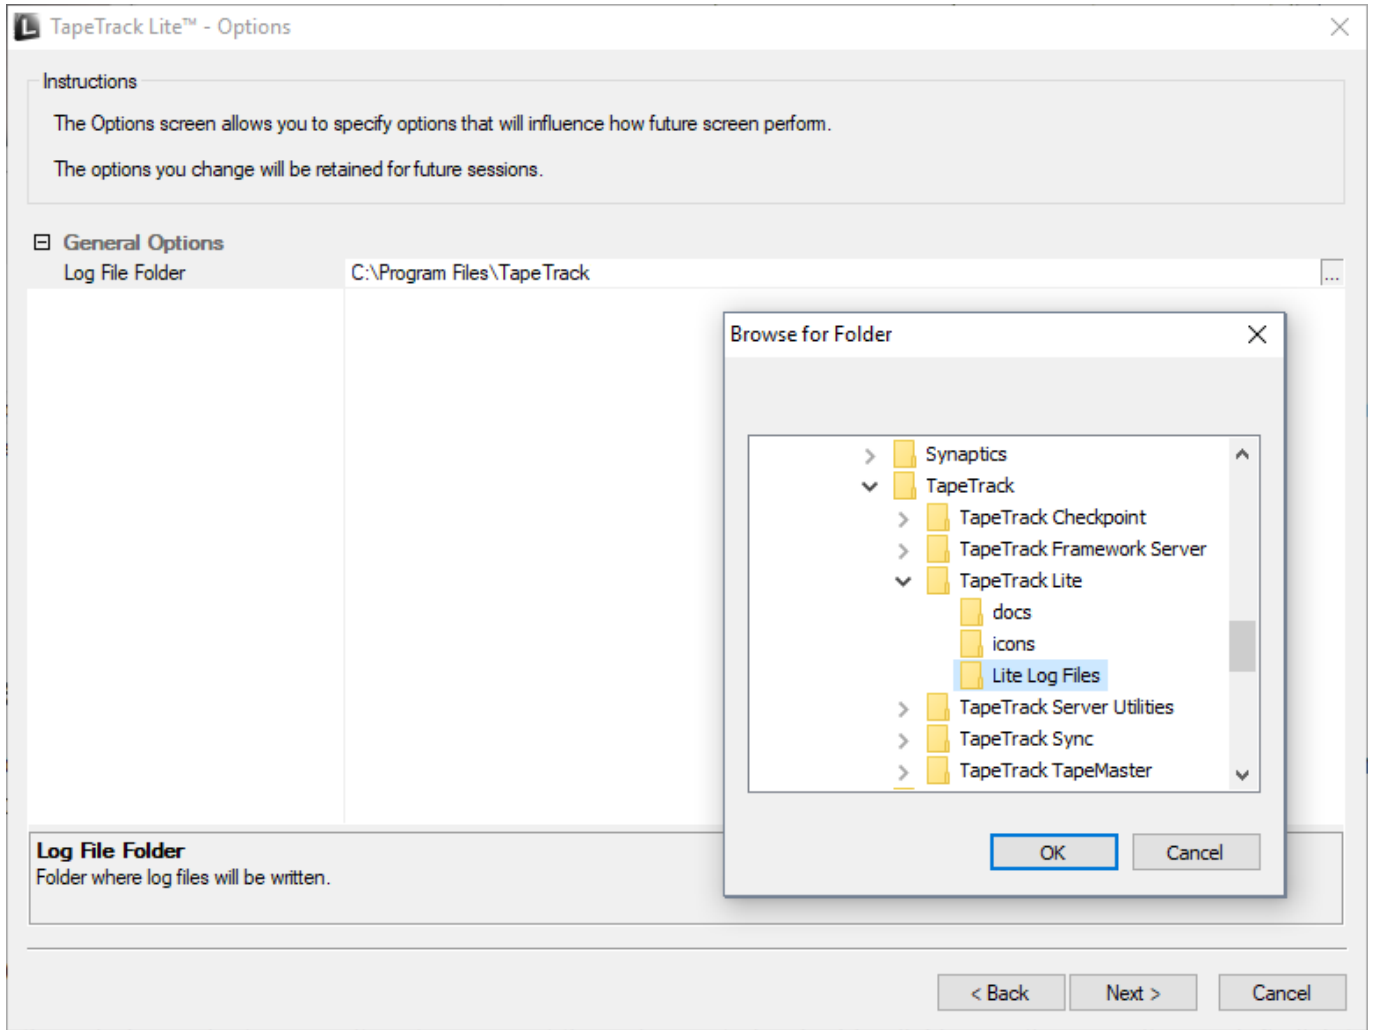 TapeTrack Lite™ - Options
Instructions
The Options screen allows you to specify options that will influence how future screen perform.
The options you change will be retained for future sessions.
General Options
Log File Folder
C:\Program Files\TapeTrack
...
Browse for Folder
Synaptics
TapeTrack
TapeTrack Checkpoint
TapeTrack Framework Server
TapeTrack Lite
docs
icons
Lite Log Files
TapeTrack Server Utilities
TapeTrack Sync
TapeTrack TapeMaster
OK
Cancel
Log File Folder
Folder where log files will be written.
< Back
Next >
Cancel